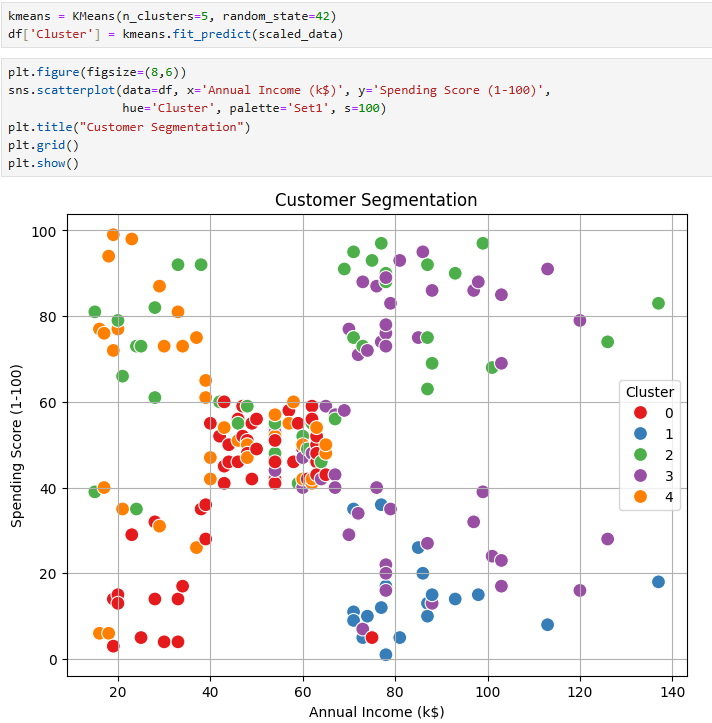 kmeans = KMeans(n_clusters=5, random_state=42)
df['Cluster'] = kmeans.fit_predict(scaled_data)
plt.figure(figsize=(8,6))
sns.scatterplot(data=df, x='Annual Income (k$)', y='Spending Score (1-100)',
hue='Cluster', palette='Set1', s=100)
plt.title("Customer Segmentation")
plt.grid()
plt.show()
Customer Segmentation
100
80
60
40
20
0
Spending Score (1-100)
Cluster
0
1
2
3
4
20 40 60 80 100 120 140
Annual Income (k$)